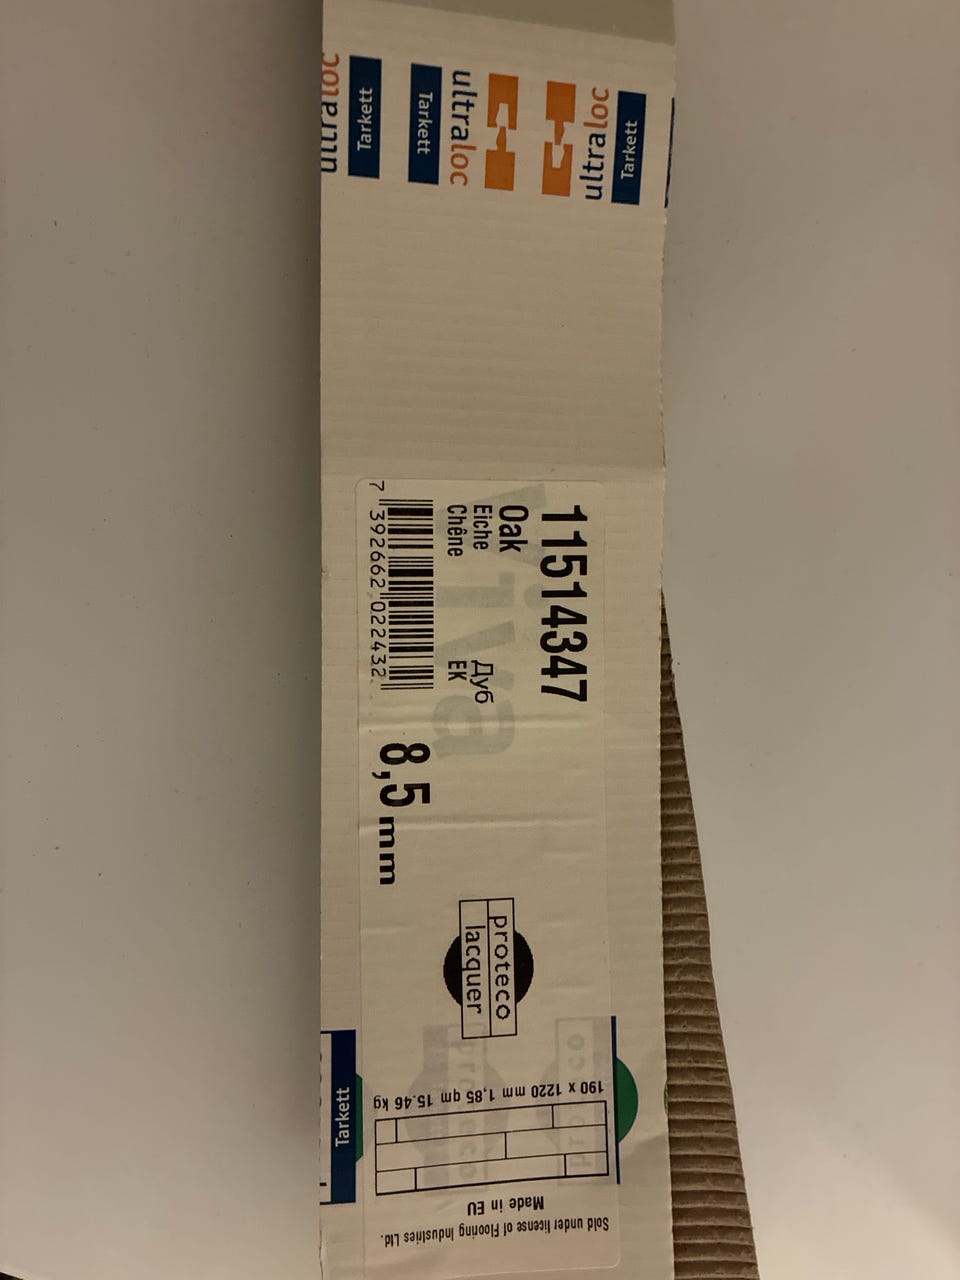 ultraloc
Tarkett
Tarkett
ultraloc
ultraloc
Tarkett
viva
11514347
Oak
Eiche
Chêne
Дуб
EK
7 392662 022432
8,5 mm
proteco
lacquer
190 x 1220 mm 1,85 qm 15.46 kg
Made in EU
Sold under license of Flooring Industries Ltd.
Tarkett